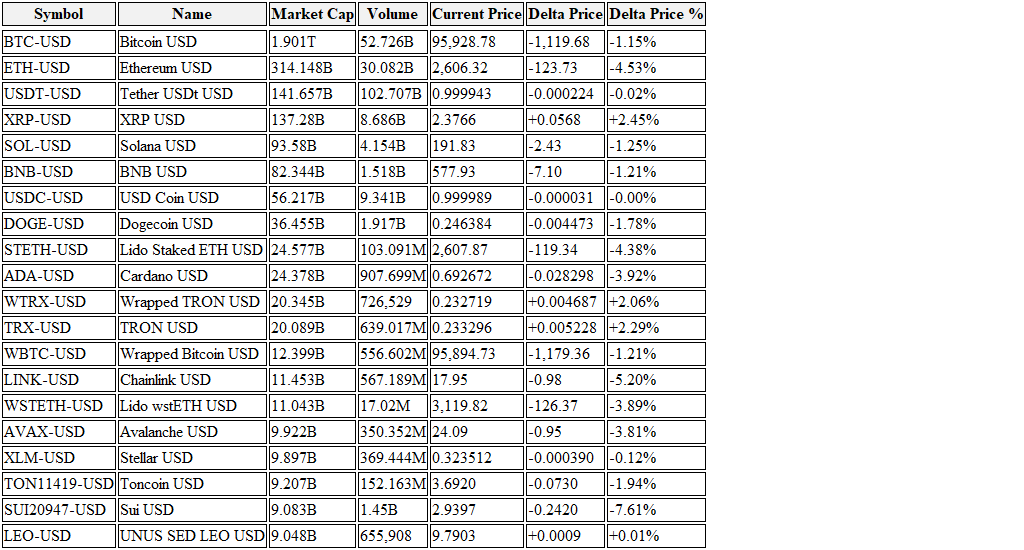 Symbol Name Market Cap Volume Current Price Delta Price Delta Price %
BTC-USD Bitcoin USD 1.901T 52.726B 95,928.78 -1,119.68 -1.15%
ETH-USD Ethereum USD 314.148B 30.082B 2,606.32 -123.73 -4.53%
USDT-USD Tether USDt USD 141.657B 102.707B 0.999943 -0.000224 -0.02%
XRP-USD XRP USD 137.28B 8.686B 2.3766 +0.0568 +2.45%
SOL-USD Solana USD 93.58B 4.154B 191.83 -2.43 -1.25%
BNB-USD BNB USD 82.344B 1.518B 577.93 -7.10 -1.21%
USDC-USD USD Coin USD 56.217B 9.341B 0.999989 -0.000031 -0.00%
DOGE-USD Dogecoin USD 36.455B 1.917B 0.246384 -0.004473 -1.78%
STETH-USD Lido Staked ETH USD 24.577B 103.091M 2,607.87 -119.34 -4.38%
ADA-USD Cardano USD 24.378B 907.699M 0.692672 -0.028298 -3.92%
WTRX-USD Wrapped TRON USD 20.345B 726,529 0.232719 +0.004687 +2.06%
TRX-USD TRON USD 20.089B 639.017M 0.233296 +0.005228 +2.29%
WBTC-USD Wrapped Bitcoin USD 12.399B 556.602M 95,894.73 -1,179.36 -1.21%
LINK-USD Chainlink USD 11.453B 567.189M 17.95 -0.98 -5.20%
WSTETH-USD Lido wstETH USD 11.043B 17.02M 3,119.82 -126.37 -3.89%
AVAX-USD Avalanche USD 9.922B 350.352M 24.09 -0.95 -3.81%
XLM-USD Stellar USD 9.897B 369.444M 0.323512 -0.000390 -0.12%
TON11419-USD Toncoin USD 9.207B 152.163M 3.6920 -0.0730 -1.94%
SUI20947-USD Sui USD 9.083B 1.45B 2.9397 -0.2420 -7.61%
LEO-USD UNUS SED LEO USD 9.048B 655,908 9.7903 +0.0009 +0.01%